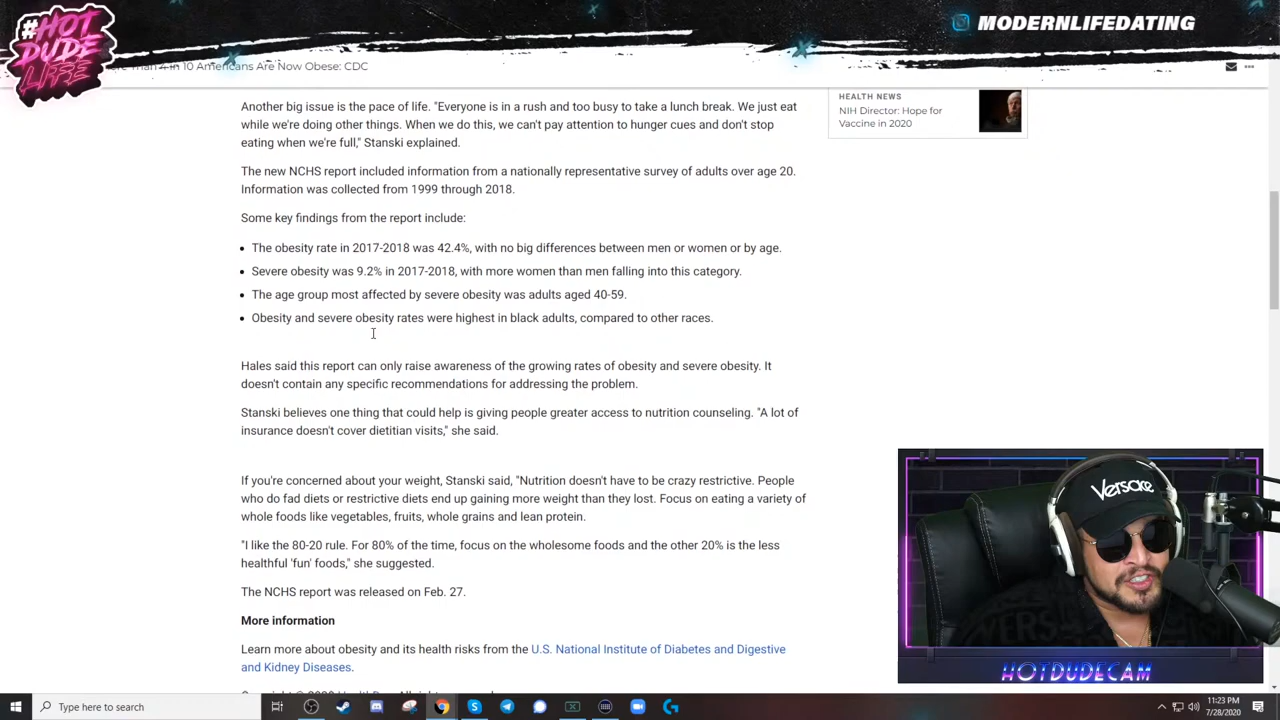 #HOT
DUDE
LIFE
MODERNLIFEDATING
Than 4 in 10 Americans Are Now Obese: CDC
HEALTH NEWS
NIH Director: Hope for
Vaccine in 2020
Another big issue is the pace of life. "Everyone is in a rush and too busy to take a lunch break. We just eat
while we're doing other things. When we do this, we can't pay attention to hunger cues and don't stop
eating when we're full," Stanski explained.
The new NCHS report included information from a nationally representative survey of adults over age 20.
Information was collected from 1999 through 2018.
Some key findings from the report include:
• The obesity rate in 2017-2018 was 42.4%, with no big differences between men or women or by age.
• Severe obesity was 9.2% in 2017-2018, with more women than men falling into this category.
• The age group most affected by severe obesity was adults aged 40-59.
• Obesity and severe obesity rates were highest in black adults, compared to other races.
Hales said this report can only raise awareness of the growing rates of obesity and severe obesity. It
doesn't contain any specific recommendations for addressing the problem.
Stanski believes one thing that could help is giving people greater access to nutrition counseling. "A lot of
insurance doesn't cover dietitian visits," she said.
If you're concerned about your weight, Stanski said, "Nutrition doesn't have to be crazy restrictive. People
who do fad diets or restrictive diets end up gaining more weight than they lost. Focus on eating a variety of
whole foods like vegetables, fruits, whole grains and lean protein.
"I like the 80-20 rule. For 80% of the time, focus on the wholesome foods and the other 20% is the less
healthful 'fun' foods," she suggested.
The NCHS report was released on Feb. 27.
More information
Learn more about obesity and its health risks from the U.S. National Institute of Diabetes and Digestive
and Kidney Diseases.
Versace
HOTDUDECAM
Type here to search
11:23 PM
7/28/2020